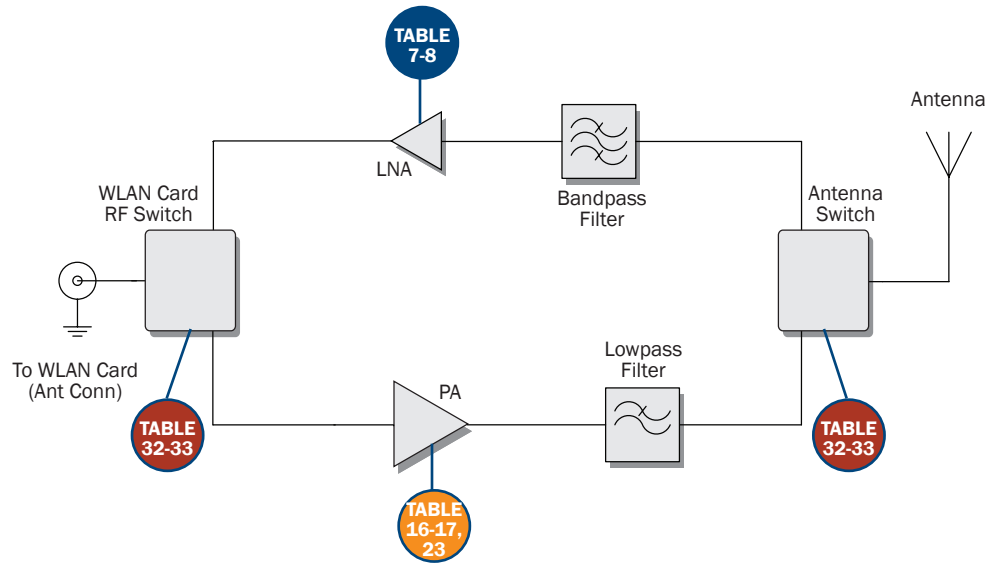 TABLE
7-8
Antenna
LNA
Bandpass
Filter
WLAN Card
RF Switch
Antenna
Switch
To WLAN Card
(Ant Conn)
Lowpass
Filter
PA
TABLE
32-33
TABLE
32-33
TABLE
16-17,
23